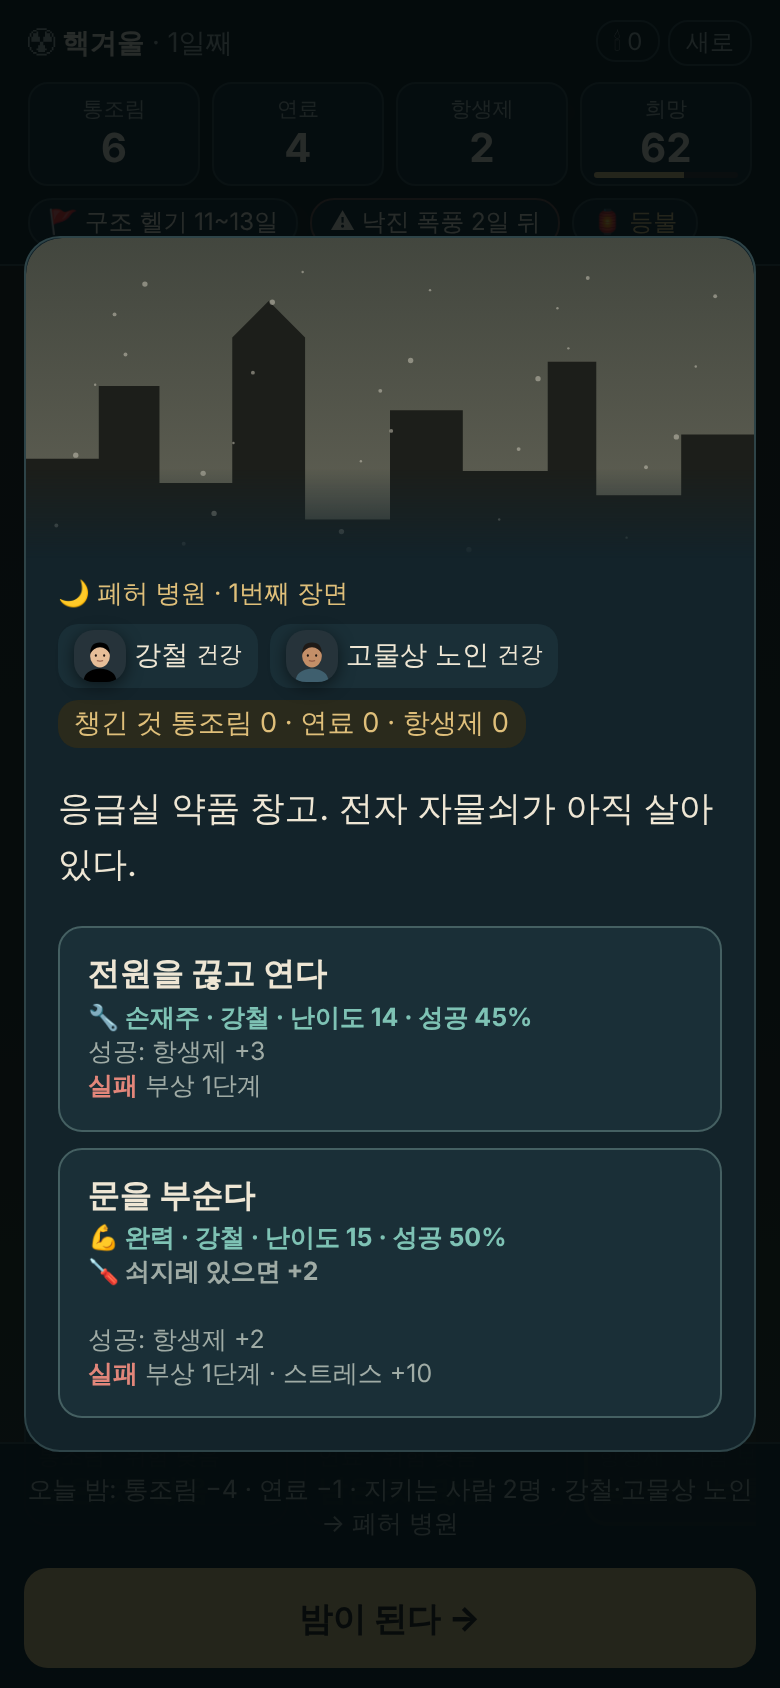 핵겨울 · 1일째
0
새로
통조림
연료
항생제
희망
6
4
2
62
구조 헬기 11~13일
낙진 폭풍 2일 뒤
등불
폐허 병원 · 1번째 장면
강철 건강
고물상 노인 건강
챙긴 것 통조림 0 · 연료 0 · 항생제 0
응급실 약품 창고. 전자 자물쇠가 아직 살아
있다.
전원을 끊고 연다
손재주 · 강철 · 난이도 14 · 성공 45%
성공: 항생제 +3
실패 부상 1단계
문을 부순다
완력 · 강철 · 난이도 15 · 성공 50%
쇠지레 있으면 +2
성공: 항생제 +2
실패 부상 1단계 · 스트레스 +10
오늘 밤: 통조림 −4 · 연료 −1 · 지키는 사람 2명 · 강철·고물상 노인
→ 폐허 병원
밤이 된다 →